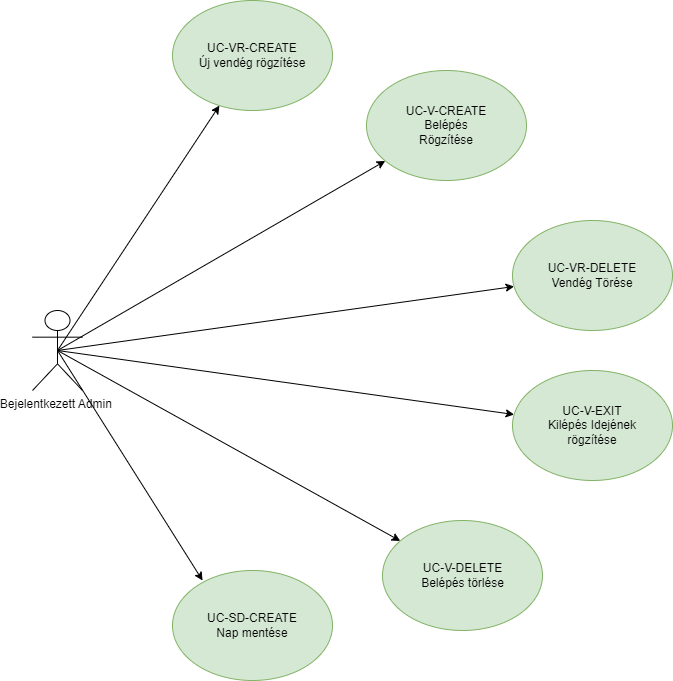 UC-VR-CREATE
Új vendég rögzítése
UC-V-CREATE
Belépés
Rögzítése
UC-VR-DELETE
Vendég Törése
Bejelentkezett Admin
UC-V-EXIT
Kilépés Idejének
rögzítése
UC-V-DELETE
Belépés törlése
UC-SD-CREATE
Nap mentése